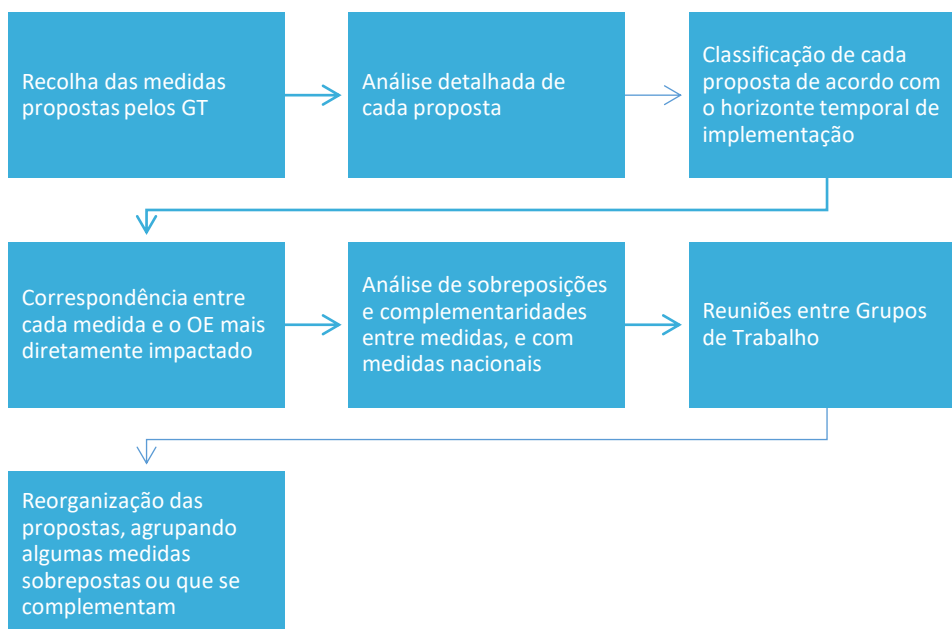 Recolha das medidas
propostas pelos GT
Análise detalhada de
cada proposta
Classificação de cada
proposta de acordo com
o horizonte temporal de
implementação
Correspondência entre
cada medida e o OE mais
diretamente impactado
Análise de sobreposições
e complementaridades
entre medidas, e com
medidas nacionais
Reuniões entre Grupos
de Trabalho
Reorganização das
propostas, agrupando
algumas medidas
sobrepostas ou que se
complementam